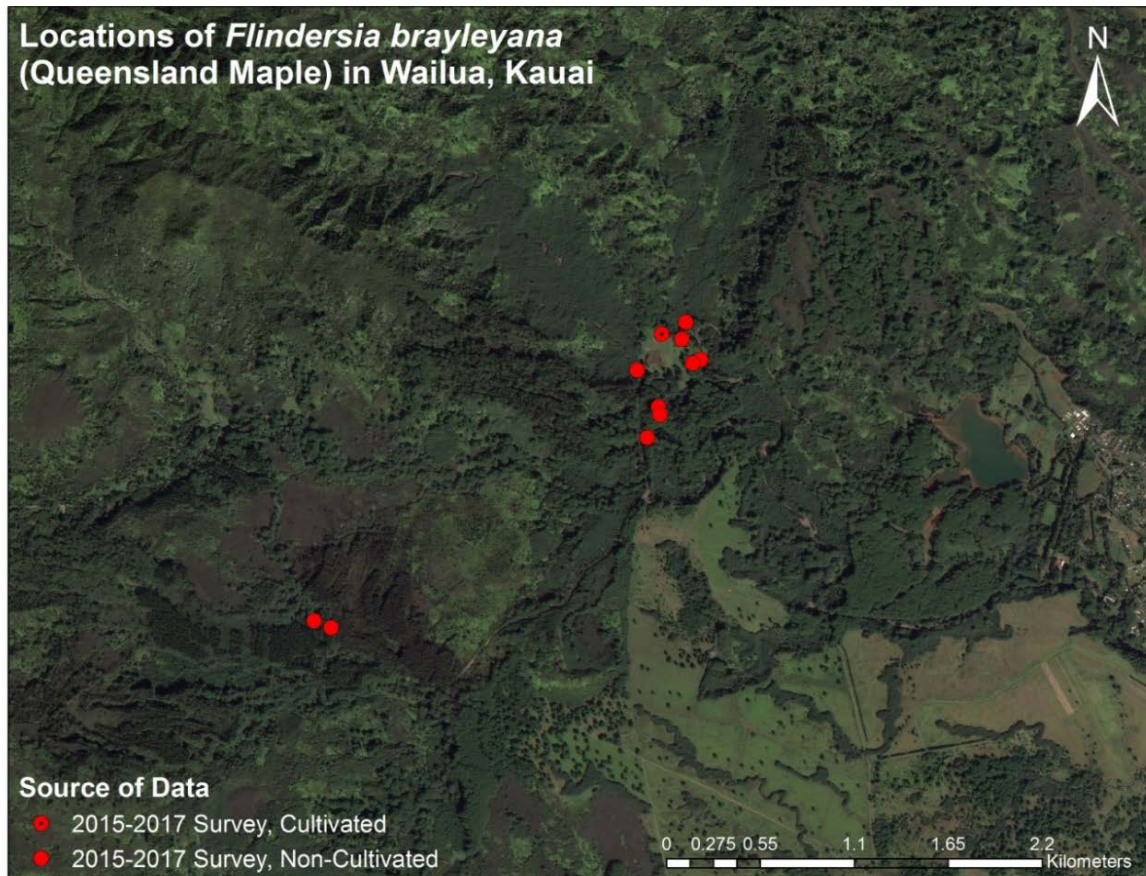 Locations of Flindersia brayleyana
(Queensland Maple) in Wailua, Kauai
N
Source of Data
2015-2017 Survey, Cultivated
2015-2017 Survey, Non-Cultivated
0 0.275 0.55 1.1 1.65 2.2
Kilometers